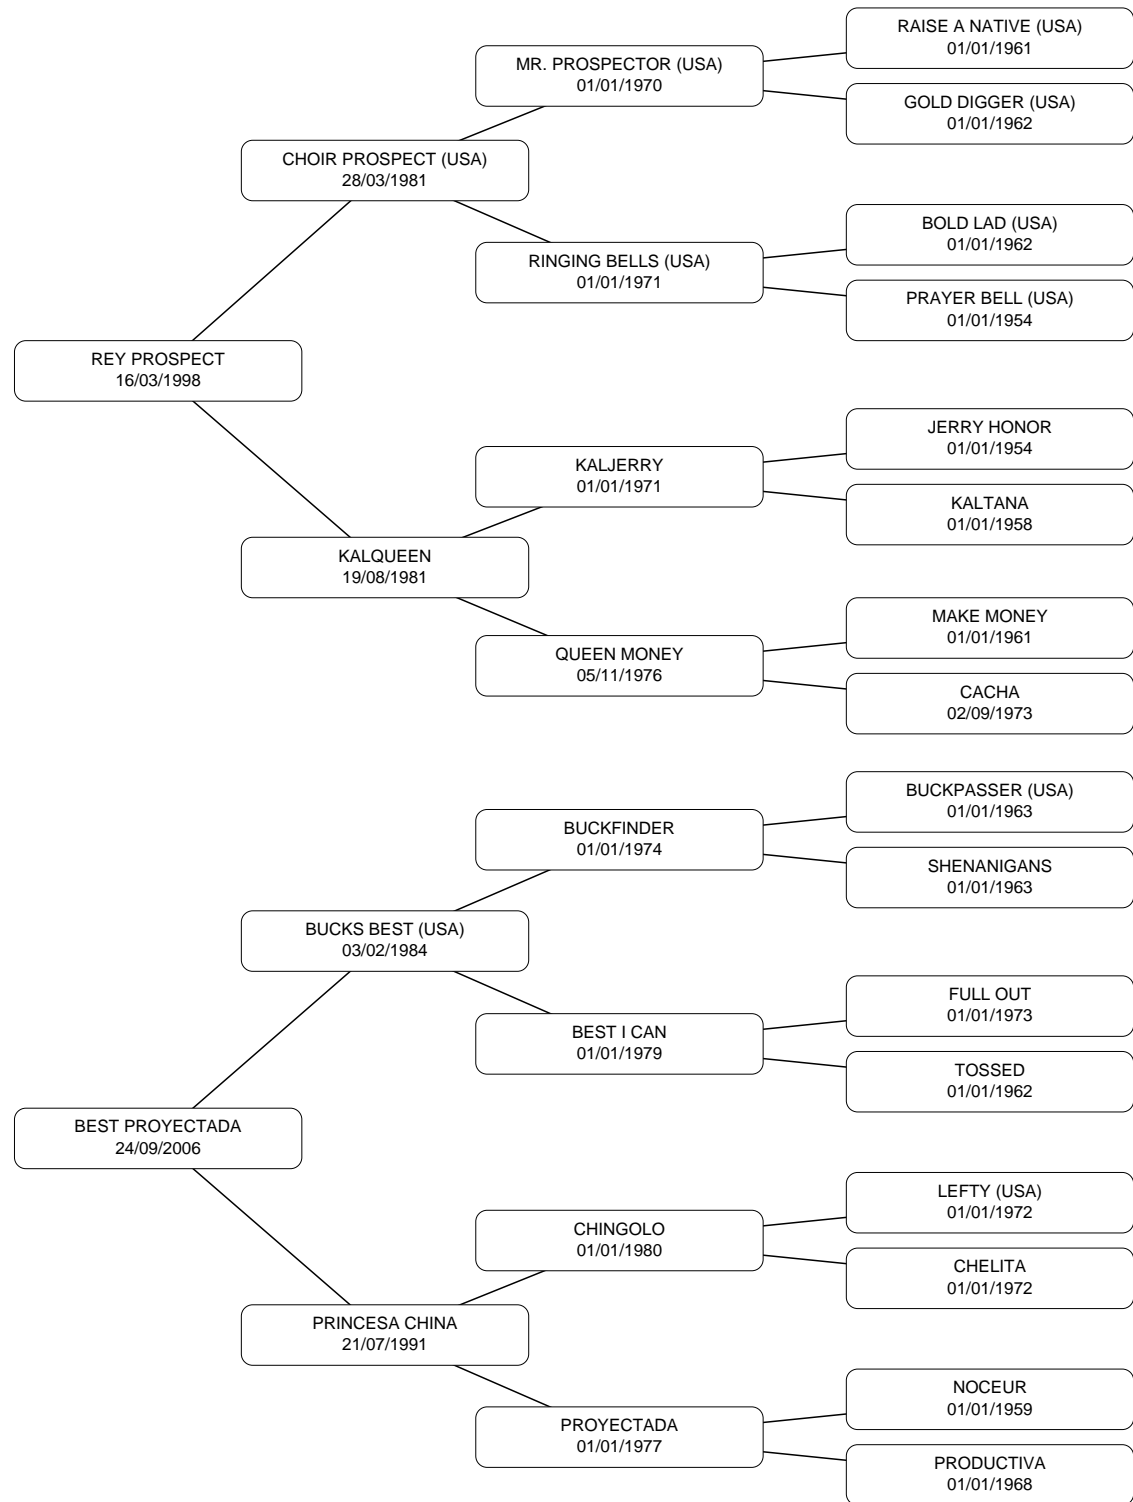 RAISE A NATIVE (USA)
01/01/1961
MR. PROSPECTOR (USA)
01/01/1970
GOLD DIGGER (USA)
01/01/1962
CHOIR PROSPECT (USA)
28/03/1981
BOLD LAD (USA)
01/01/1962
RINGING BELLS (USA)
01/01/1971
PRAYER BELL (USA)
01/01/1954
REY PROSPECT
16/03/1998
JERRY HONOR
01/01/1954
KALJERRY
01/01/1971
KALTANA
01/01/1958
KALQUEEN
19/08/1981
MAKE MONEY
01/01/1961
QUEEN MONEY
05/11/1976
CACHA
02/09/1973
BUCKPASSER (USA)
01/01/1963
BUCKFINDER
01/01/1974
SHENANIGANS
01/01/1963
BUCKS BEST (USA)
03/02/1984
FULL OUT
01/01/1973
BEST I CAN
01/01/1979
TOSSED
01/01/1962
BEST PROYECTADA
24/09/2006
LEFTY (USA)
01/01/1972
CHINGOLO
01/01/1980
CHELITA
01/01/1972
PRINCESA CHINA
21/07/1991
NOCEUR
01/01/1959
PROYECTADA
01/01/1977
PRODUCTIVA
01/01/1968